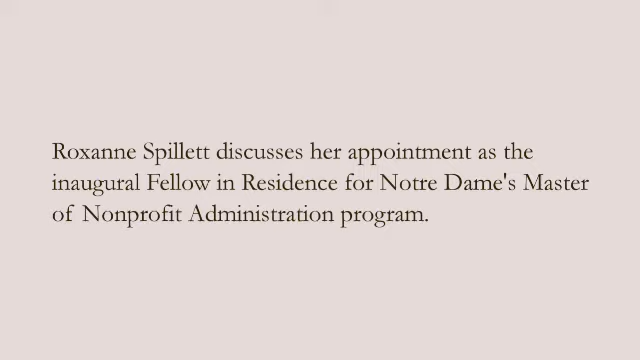 Roxanne Spillett discusses her appointment as the
inaugural Fellow in Residence for Notre Dame's Master
of Nonprofit Administration program.